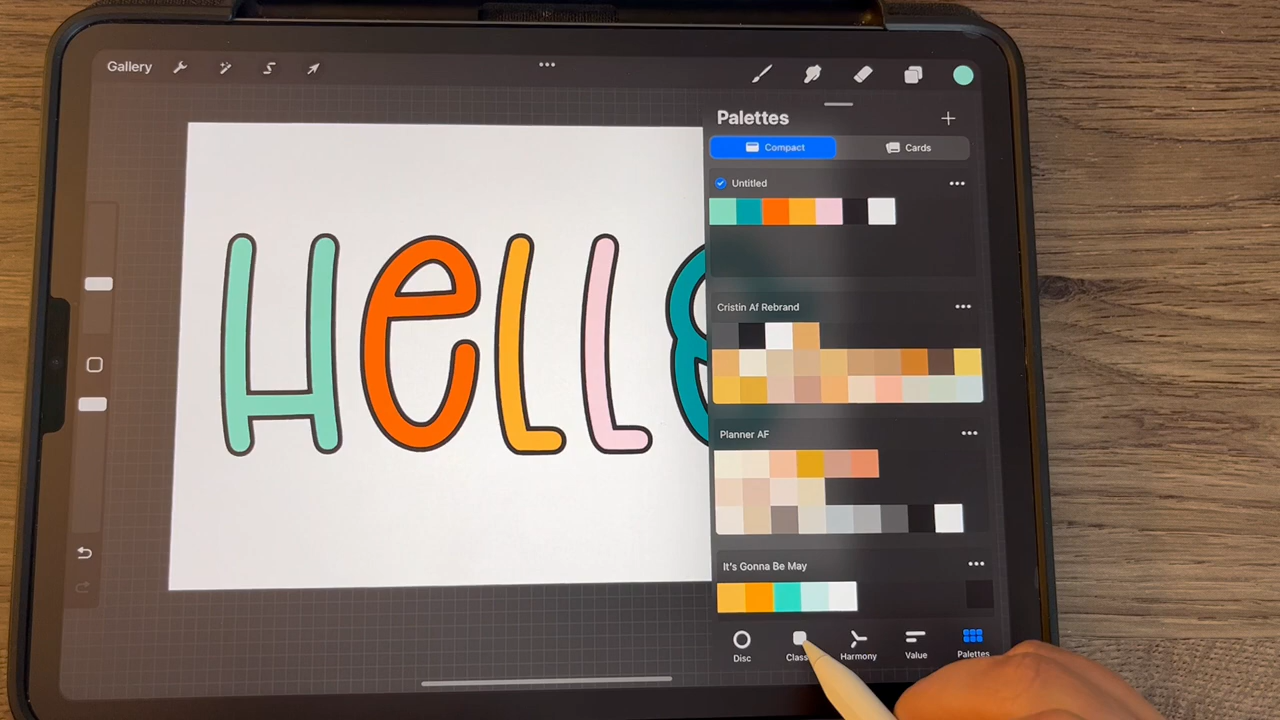 Gallery
Palettes
Compact
Cards
Untitled
Hell
Cristin Af Rebrand
Planner AF
It's Gonna Be May
Disc
Harmony
Value
Palettes